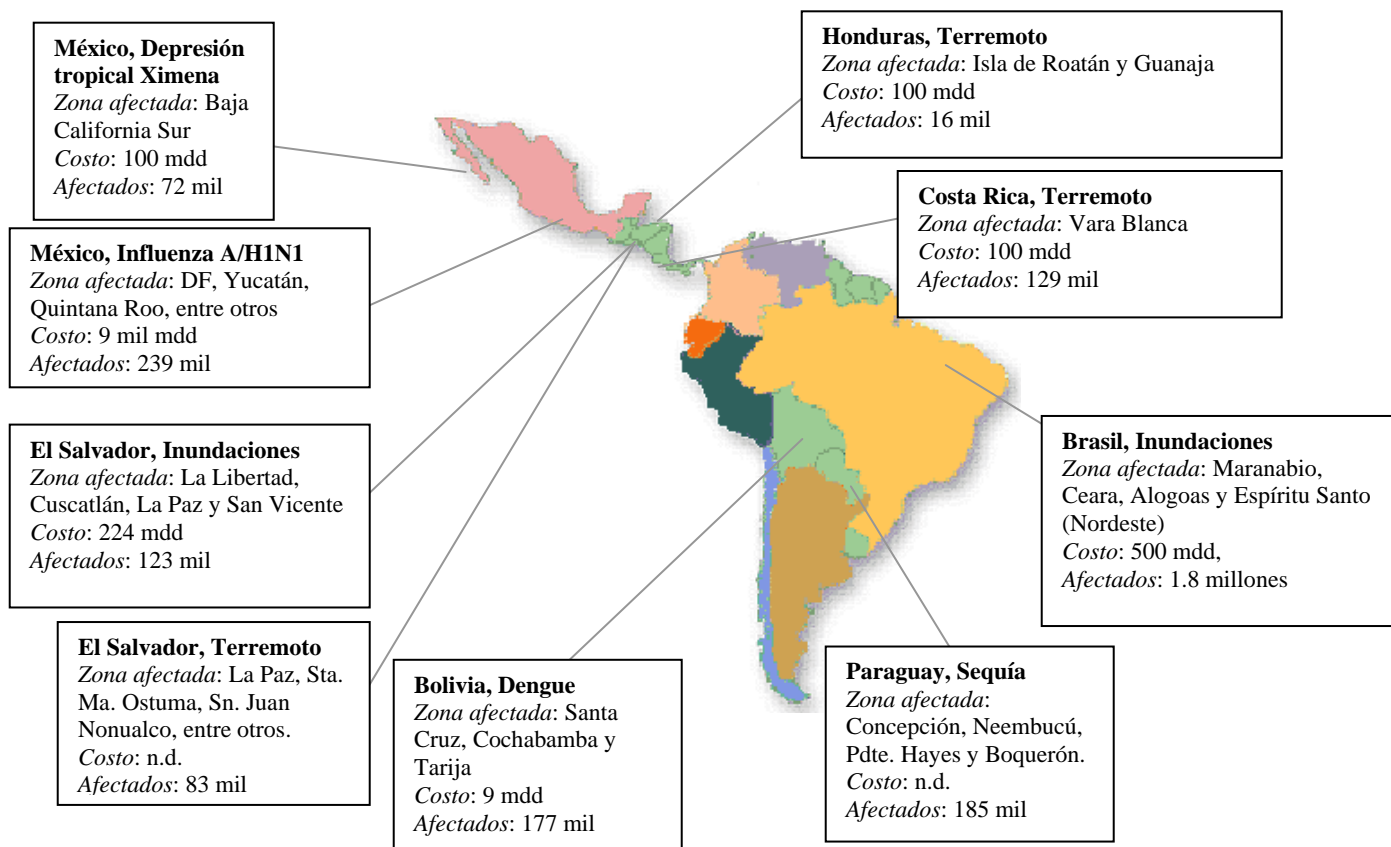 México, Depresión
tropical Ximena
Zona afectada: Baja
California Sur
Costo: 100 mdd
Afectados: 72 mil
Honduras, Terremoto
Zona afectada: Isla de Roatán y Guanaja
Costo: 100 mdd
Afectados: 16 mil
Costa Rica, Terremoto
Zona afectada: Vara Blanca
Costo: 100 mdd
Afectados: 129 mil
México, Influenza A/H1N1
Zona afectada: DF, Yucatán,
Quintana Roo, entre otros
Costo: 9 mil mdd
Afectados: 239 mil
El Salvador, Inundaciones
Zona afectada: La Libertad,
Cuscatlán, La Paz y San Vicente
Costo: 224 mdd
Afectados: 123 mil
Brasil, Inundaciones
Zona afectada: Maranabio,
Ceara, Alogoas y Espíritu Santo
(Nordeste)
Costo: 500 mdd,
Afectados: 1.8 millones
El Salvador, Terremoto
Zona afectada: La Paz, Sta.
Ma. Ostuma, Sn. Juan
Nonualco, entre otros.
Costo: n.d.
Afectados: 83 mil
Bolivia, Dengue
Zona afectada: Santa
Cruz, Cochabamba y
Tarija
Costo: 9 mdd
Afectados: 177 mil
Paraguay, Sequía
Zona afectada:
Concepción, Neembucú,
Pdte. Hayes y Boquerón.
Costo: n.d.
Afectados: 185 mil